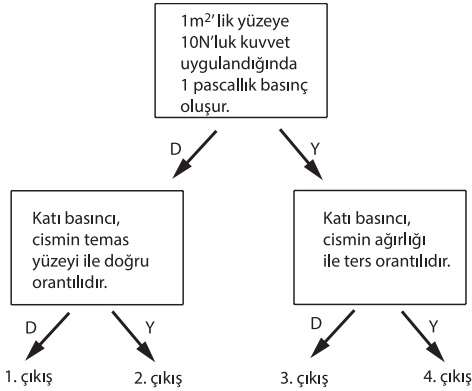 1m²' lik yüzeye
10N'luk kuvvet
uygulandığında
1 pascallık basınç
oluşur.
D
Y
Katı basıncı,
cismin temas
yüzeyi ile doğru
orantılıdır.
Katı basıncı,
cismin ağırlığı
ile ters orantılıdır.
D
Y
D
Y
1. çıkış
2. çıkış
3. çıkış
4. çıkış